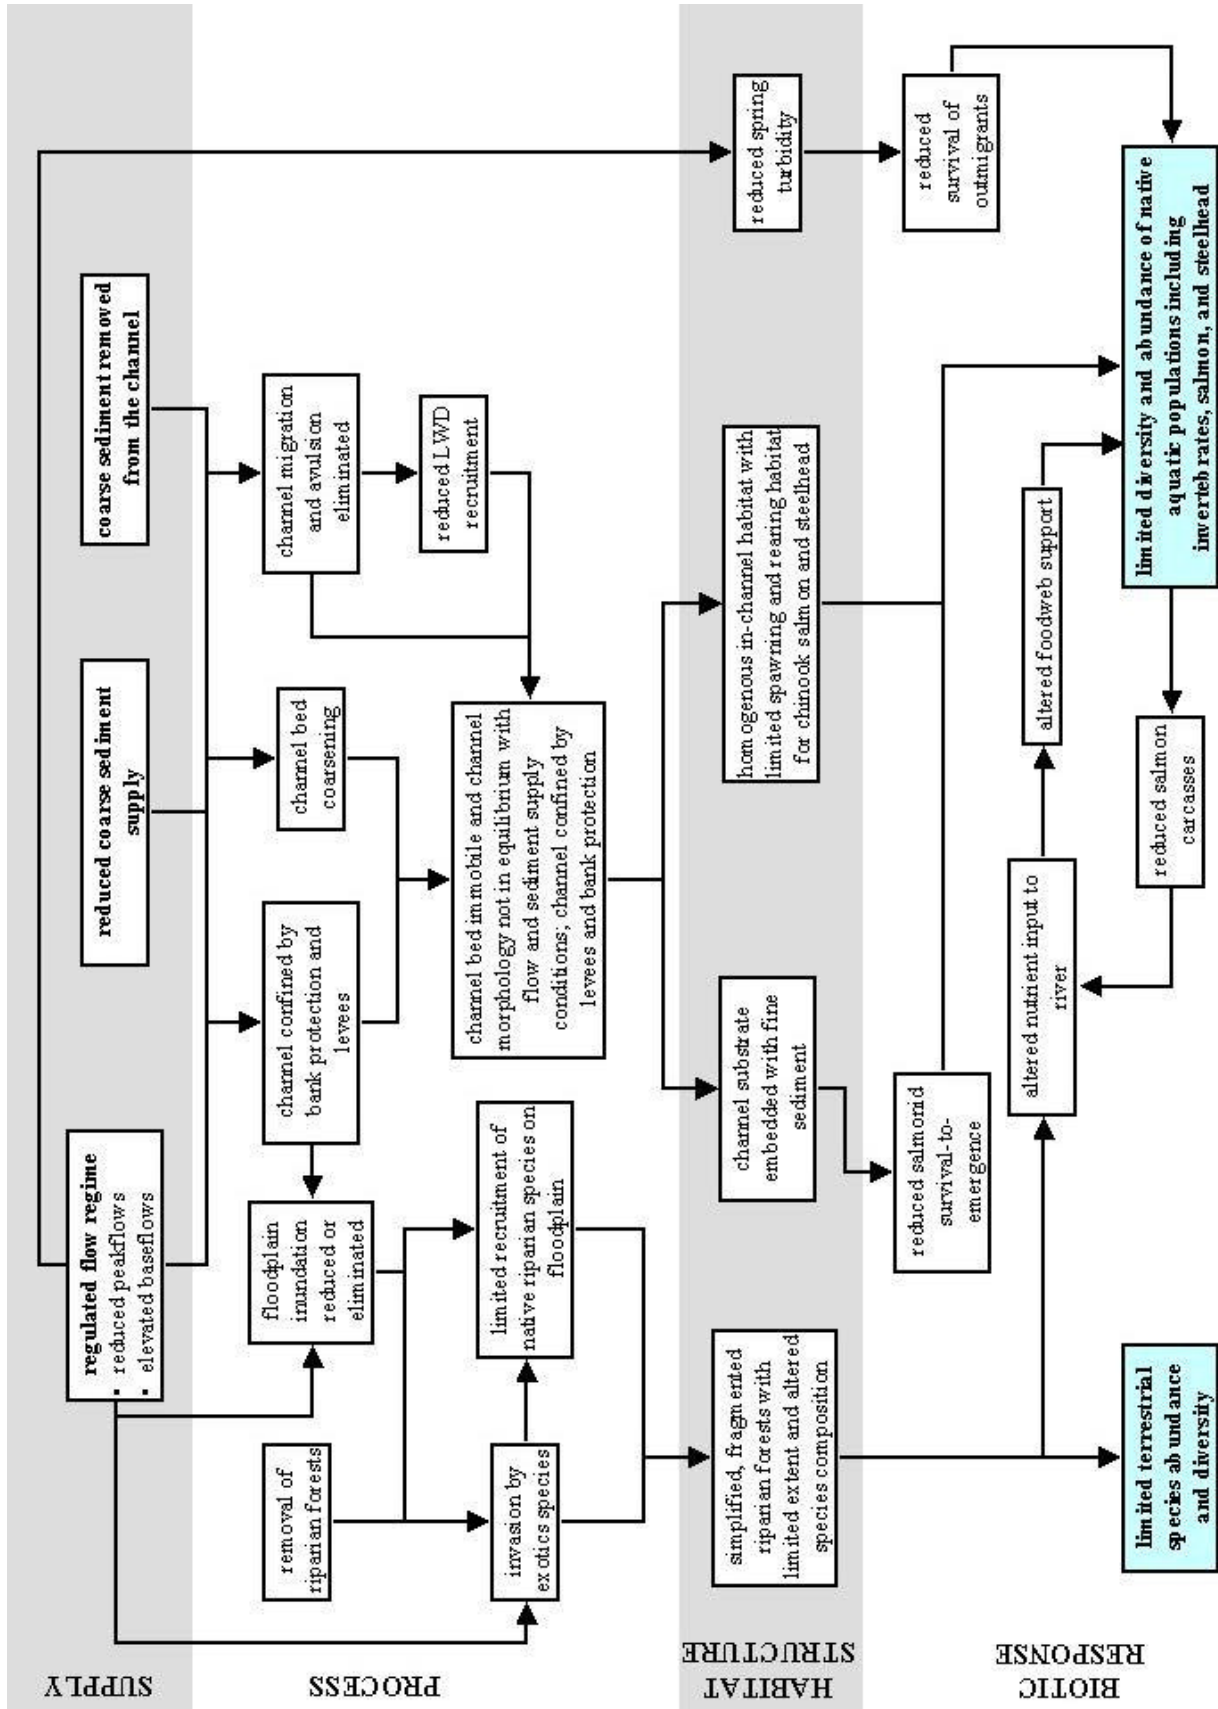 SUPPLY
regulated flow regime
▪ reduced peakflows
▪ elevated baseflows
reduced coarse sediment
supply
coarse sediment removed
from the channel
PROCESS
removal of
riparian forests
floodplain
inundation
reduced or
eliminated
channel confined by
bank protection and
levees
channel bed
coarsening
channel migration
and avulsion
eliminated
invasion by
exotics species
limited recruitment of
native riparian species on
floodplain
channel bed immobile and channel
morphology not in equilibrium with
flow and sediment supply
conditions; channel confined by
levees and bank protection
reduced LWD
recruitment
HABITAT
STRUCTURE
simplified, fragmented
riparian forests with
limited extent and altered
species composition
channel substrate
embedded with fine
sediment
homogenous in-channel habitat with
limited spawning and rearing habitat
for chinook salmon and steelhead
reduced spring
turbidity
BIOTIC
RESPONSE
reduced salmonid
survival-to-
emergence
reduced
survival of
outmigrants
altered nutrient input to
river
altered foodweb support
limited terrestrial
species abundance
and diversity
reduced salmon
carcasses
limited diversity and abundance of native
aquatic populations including
invertebrates, salmon, and steelhead